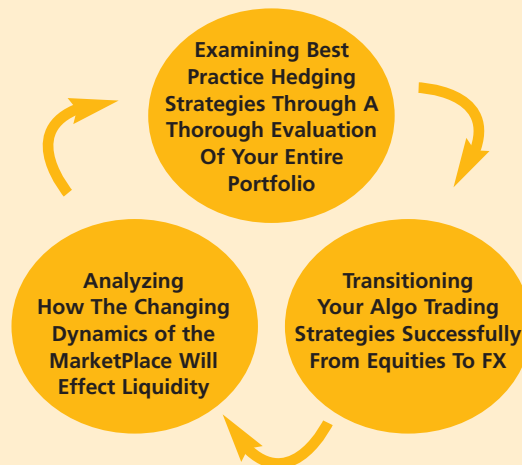 Examining Best
Practice Hedging
Strategies Through A
Thorough Evaluation
Of Your Entire
Portfolio
Transitioning
Your Algo Trading
Strategies Successfully
From Equities To FX
Analyzing
How The Changing
Dynamics of the
MarketPlace Will
Effect Liquidity